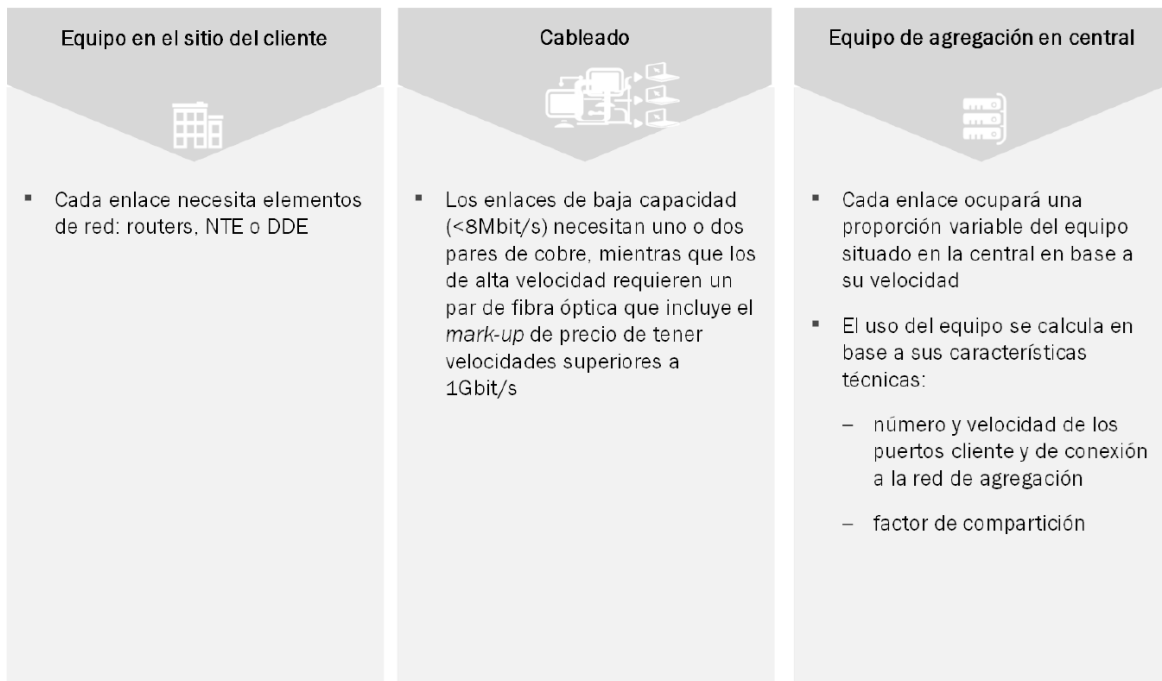 Equipo en el sitio del cliente
▪ Cada enlace necesita elementos
de red: routers, NTE o DDE
Cableado
▪ Los enlaces de baja capacidad
(<8Mbit/s) necesitan uno o dos
pares de cobre, mientras que los
de alta velocidad requieren un
par de fibra óptica que incluye el
mark-up de precio de tener
velocidades superiores a
1Gbit/s
Equipo de agregación en central
▪ Cada enlace ocupará una
proporción variable del equipo
situado en la central en base a
su velocidad
▪ El uso del equipo se calcula en
base a sus características
técnicas:
– número y velocidad de los
puertos cliente y de conexión
a la red de agregación
– factor de compartición